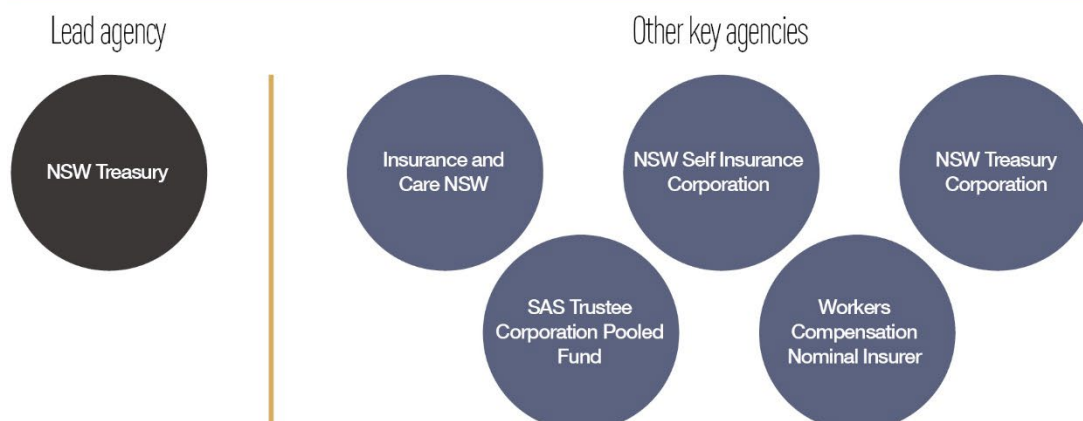 Lead agency
Other key agencies
NSW Treasury
Insurance and
Care NSW
NSW Self Insurance
Corporation
NSW Treasury
Corporation
SAS Trustee
Corporation Pooled
Fund
Workers
Compensation
Nominal Insurer